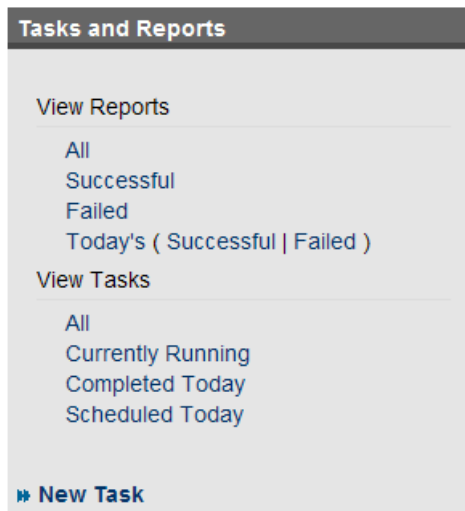 Tasks and Reports
View Reports
All
Successful
Failed
Today's ( Successful | Failed )
View Tasks
All
Currently Running
Completed Today
Scheduled Today
New Task